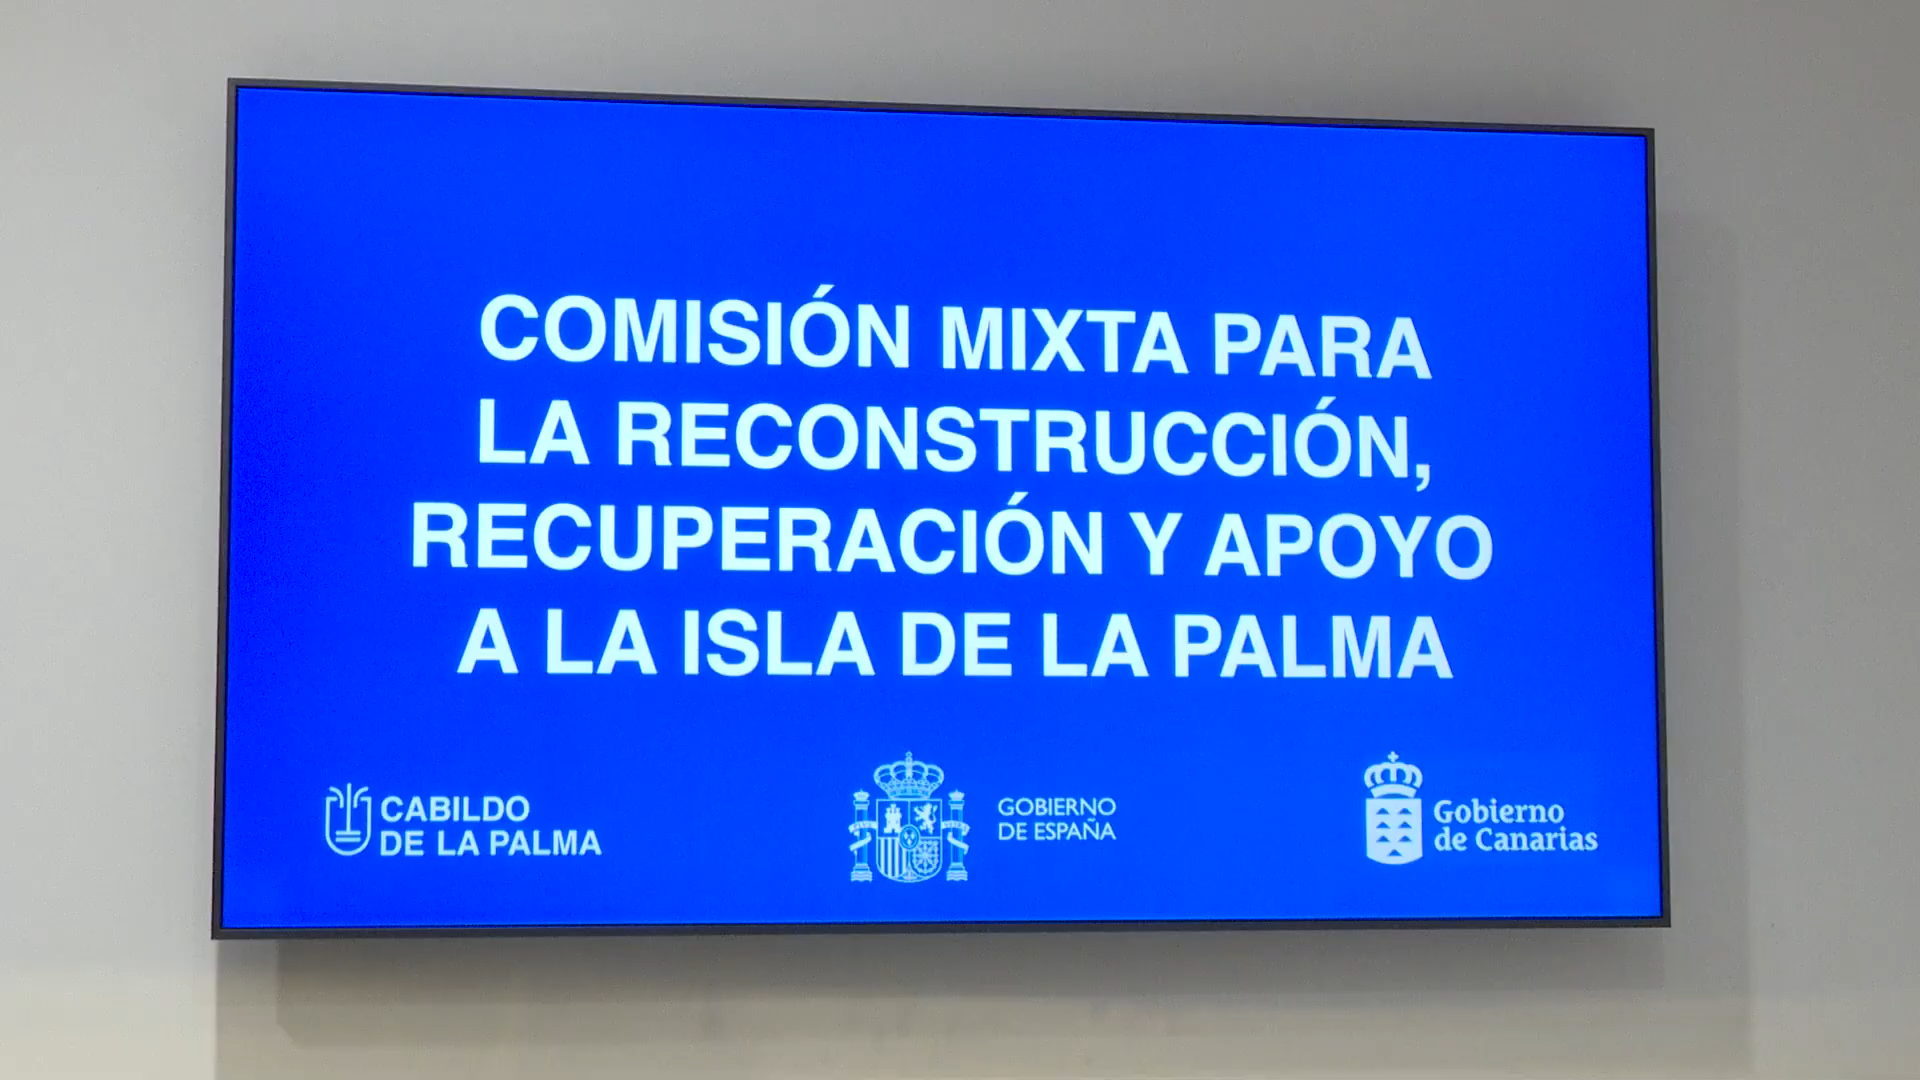 COMISIÓN MIXTA PARA
LA RECONSTRUCCIÓN,
RECUPERACIÓN Y APOYO
A LA ISLA DE LA PALMA
CABILDO
DE LA PALMA
GOBIERNO
DE ESPAÑA
Gobierno
de Canarias